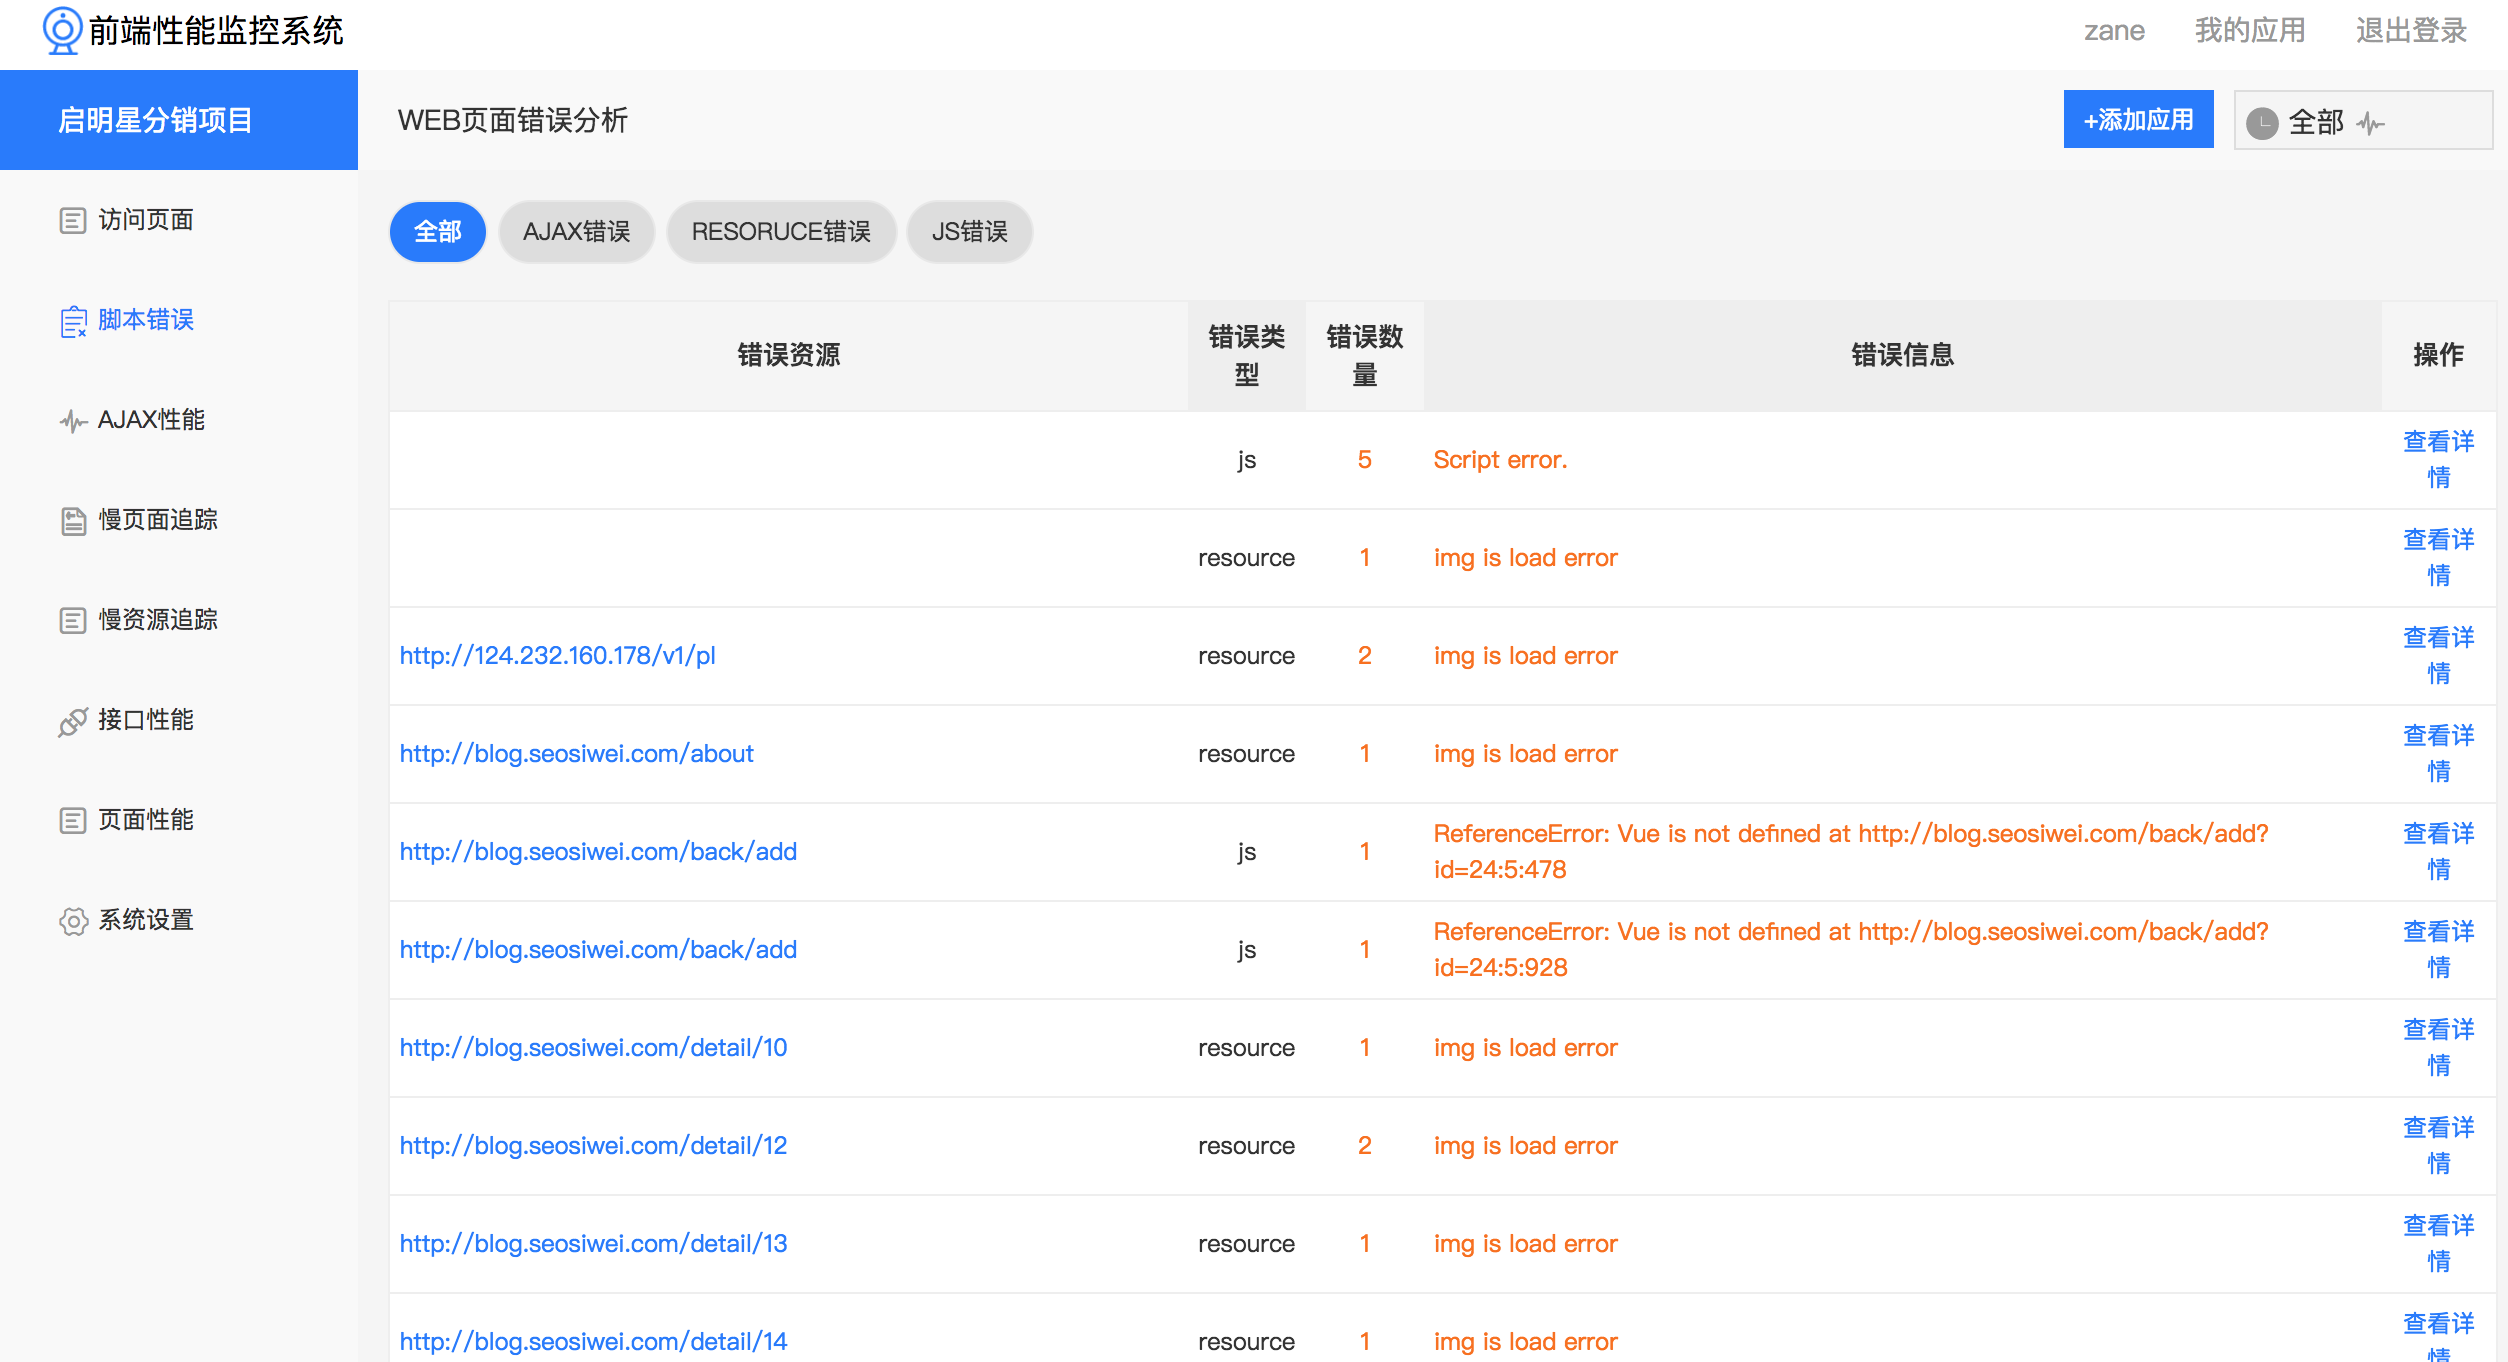 前端性能监控系统
zane 我的应用 退出登录
启明星分销项目
WEB页面错误分析
+添加应用
全部
访问页面
脚本错误
AJAX性能
慢页面追踪
慢资源追踪
接口性能
页面性能
系统设置
全部 AJAX错误 RESORUCE错误 JS错误
错误资源 错误类型 错误数量 错误信息 操作
js 5 Script error. 查看详情
resource 1 img is load error 查看详情
http://124.232.160.178/v1/pl resource 2 img is load error 查看详情
http://blog.seosiwei.com/about resource 1 img is load error 查看详情
http://blog.seosiwei.com/back/add js 1 ReferenceError: Vue is not defined at http://blog.seosiwei.com/back/add?
id=24:5:478 查看详情
http://blog.seosiwei.com/back/add js 1 ReferenceError: Vue is not defined at http://blog.seosiwei.com/back/add?
id=24:5:928 查看详情
http://blog.seosiwei.com/detail/10 resource 1 img is load error 查看详情
http://blog.seosiwei.com/detail/12 resource 2 img is load error 查看详情
http://blog.seosiwei.com/detail/13 resource 1 img is load error 查看详情
http://blog.seosiwei.com/detail/14 resource 1 img is load error 查看详情